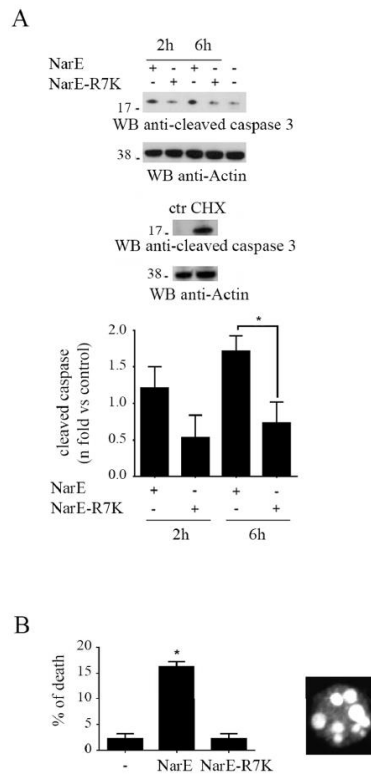 A
2h 6h
NarE + - + - -
NarE-R7K - + - + -
17 -
WB anti-cleaved caspase 3
38 -
WB anti-Actin
ctr CHX
17 -
WB anti-cleaved caspase 3
38 -
WB anti-Actin
cleaved caspase
(n fold vs control)
2.0
1.5
1.0
0.5
0.0
*
NarE + - + -
NarE-R7K - + - +
2h 6h
B
% of death
20
15
10
5
0
*
- NarE NarE-R7K